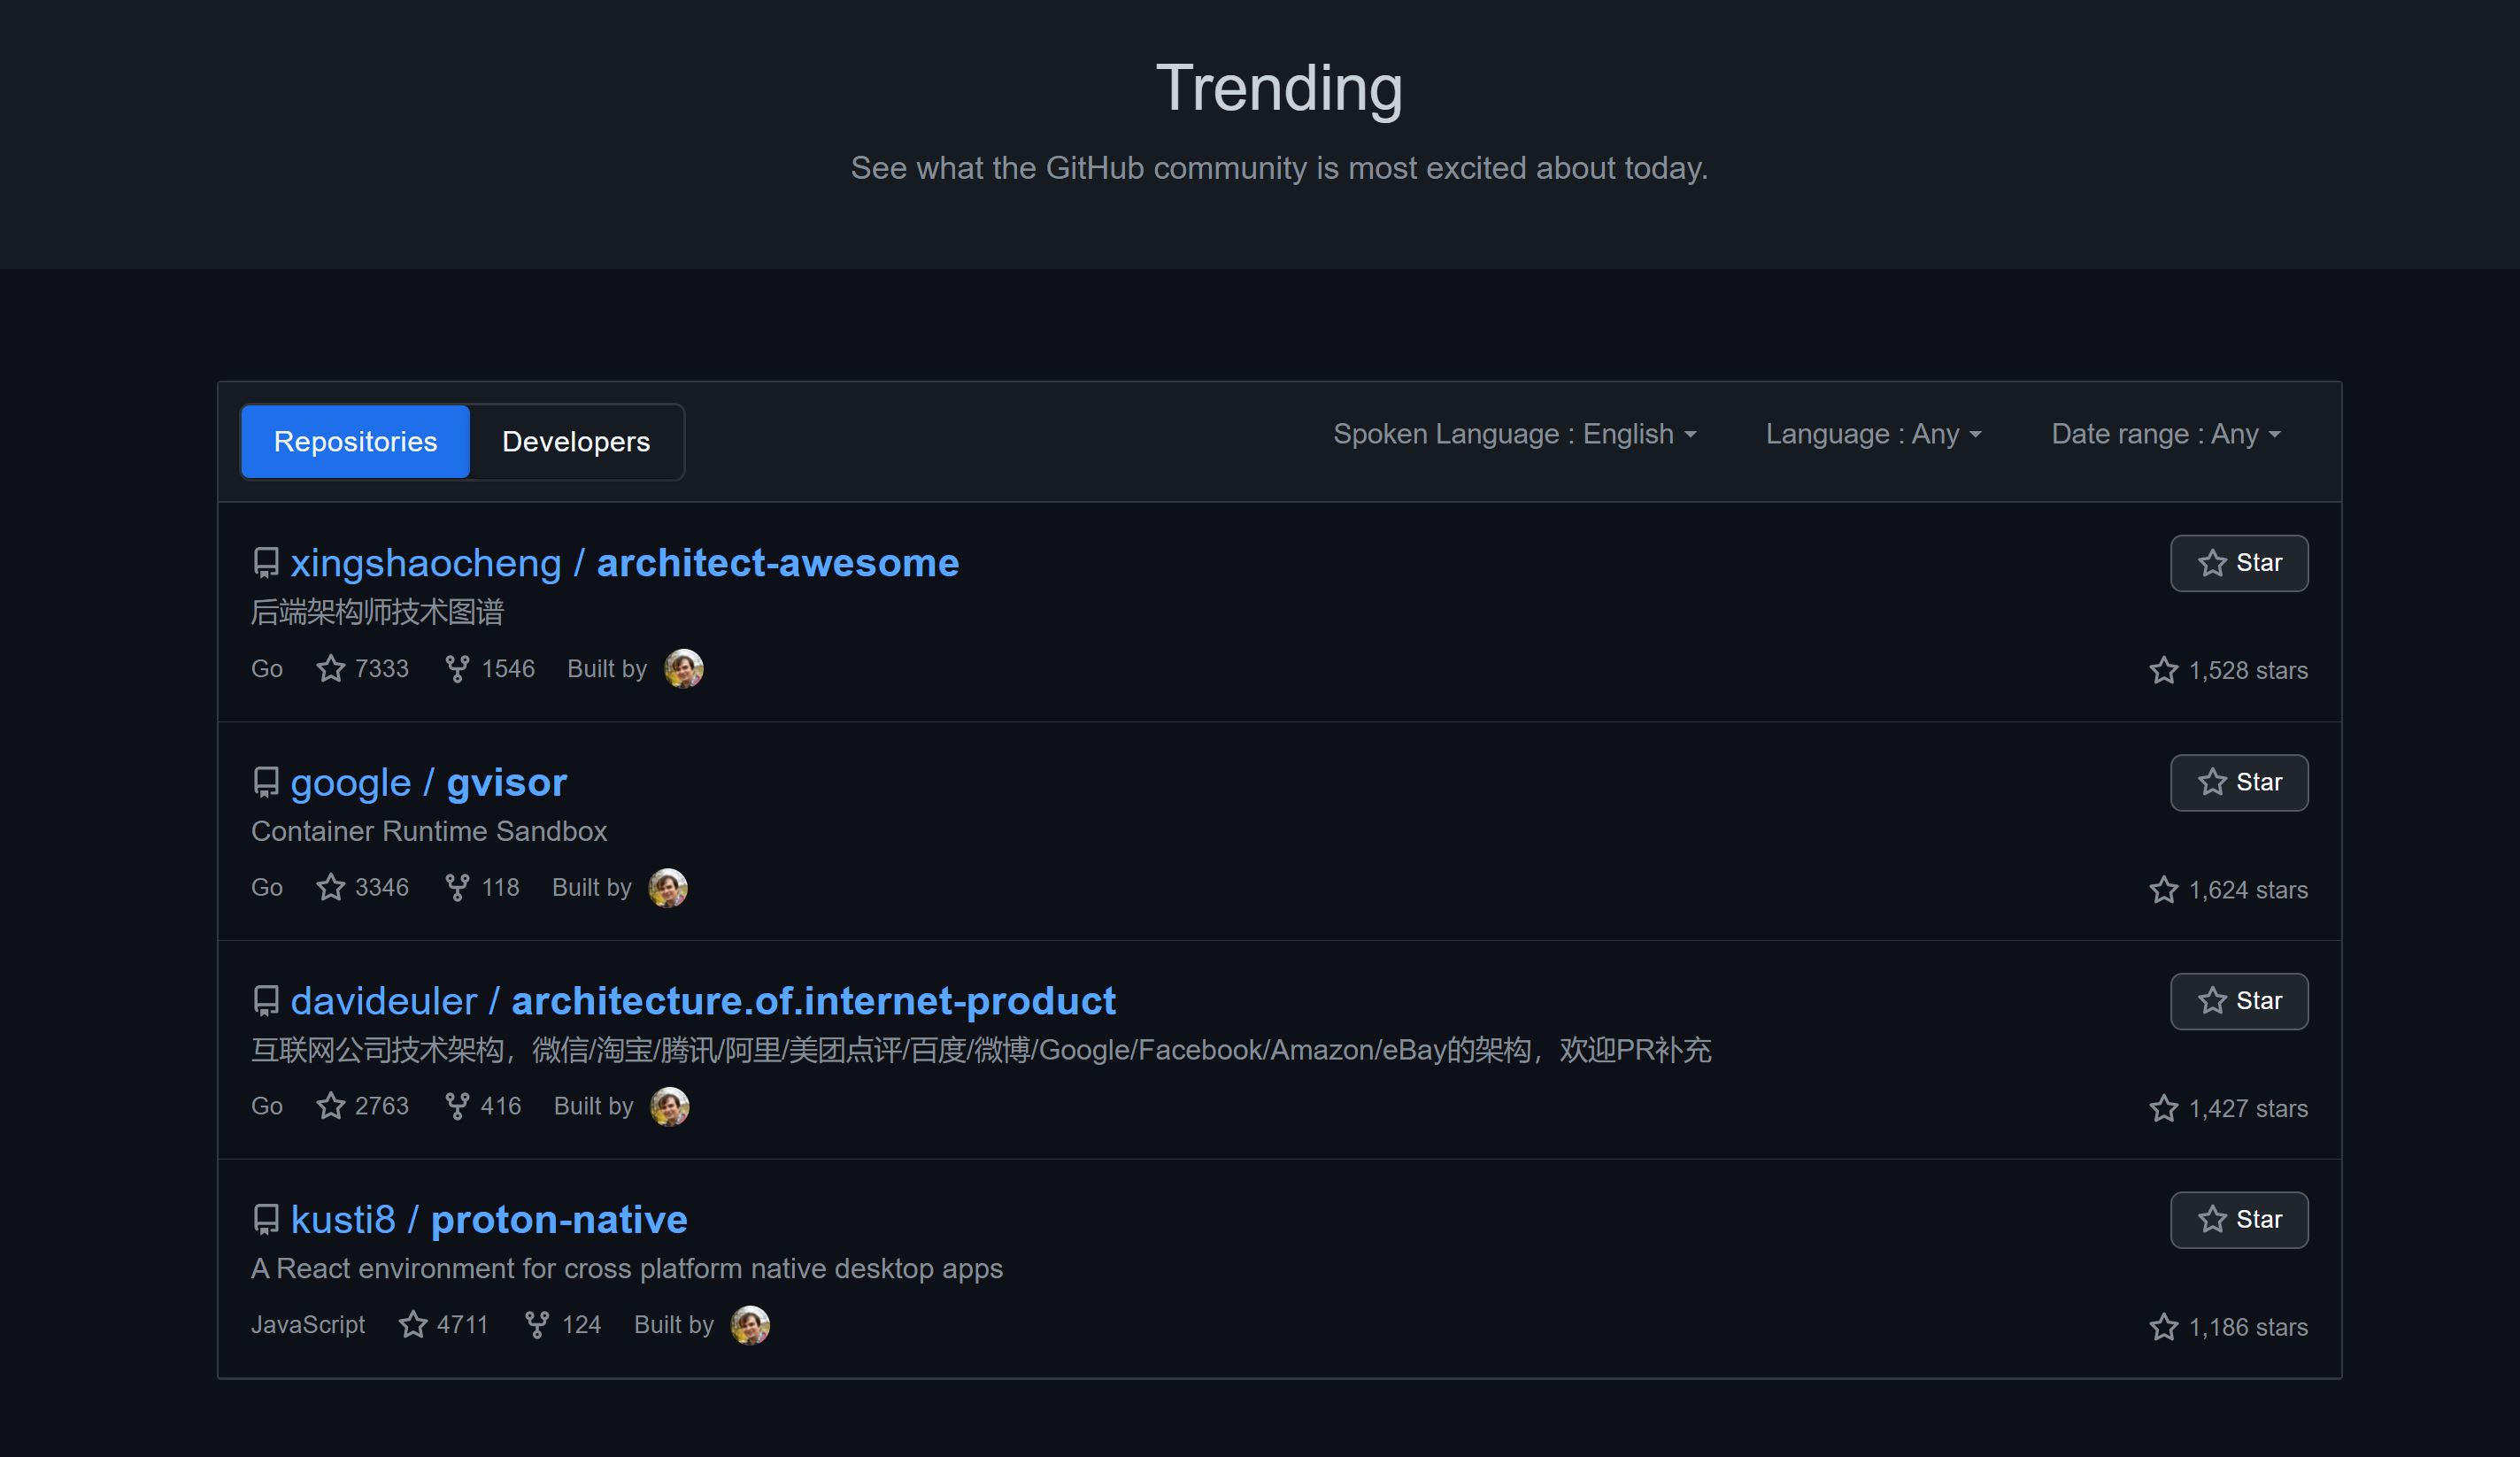 Trending
See what the GitHub community is most excited about today.
Repositories Developers Spoken Language : English Language : Any Date range : Any
xingshaocheng / architect-awesome Star
后端架构师技术图谱
Go 7333 1546 Built by 1,528 stars
google / gvisor Star
Container Runtime Sandbox
Go 3346 118 Built by 1,624 stars
davideuler / architecture.of.internet-product Star
互联网公司技术架构，微信/淘宝/腾讯/阿里/美团点评/百度/微博/Google/Facebook/Amazon/eBay的架构，欢迎PR补充
Go 2763 416 Built by 1,427 stars
kusti8 / proton-native Star
A React environment for cross platform native desktop apps
JavaScript 4711 124 Built by 1,186 stars